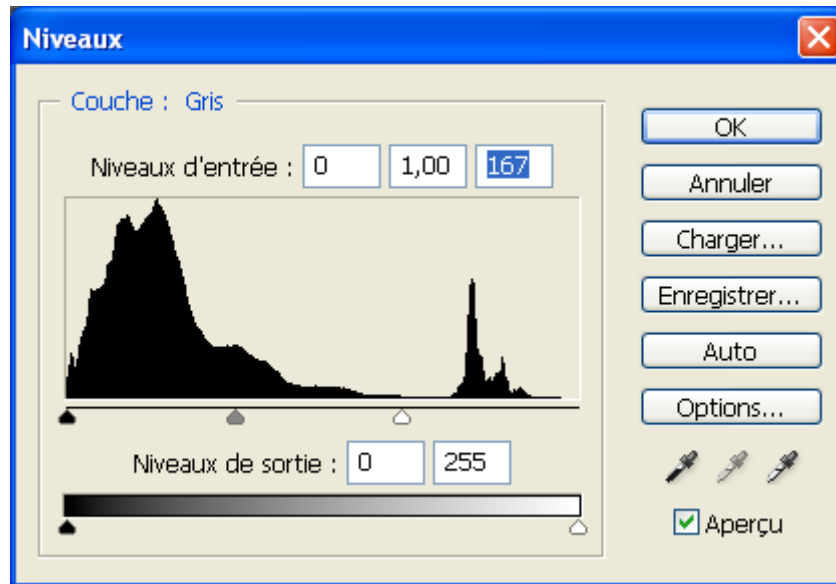 Niveaux
Couche : Gris
Niveaux d'entrée : 0 1,00 167
Niveaux de sortie : 0 255
OK
Annuler
Charger...
Enregistrer...
Auto
Options...
Aperçu